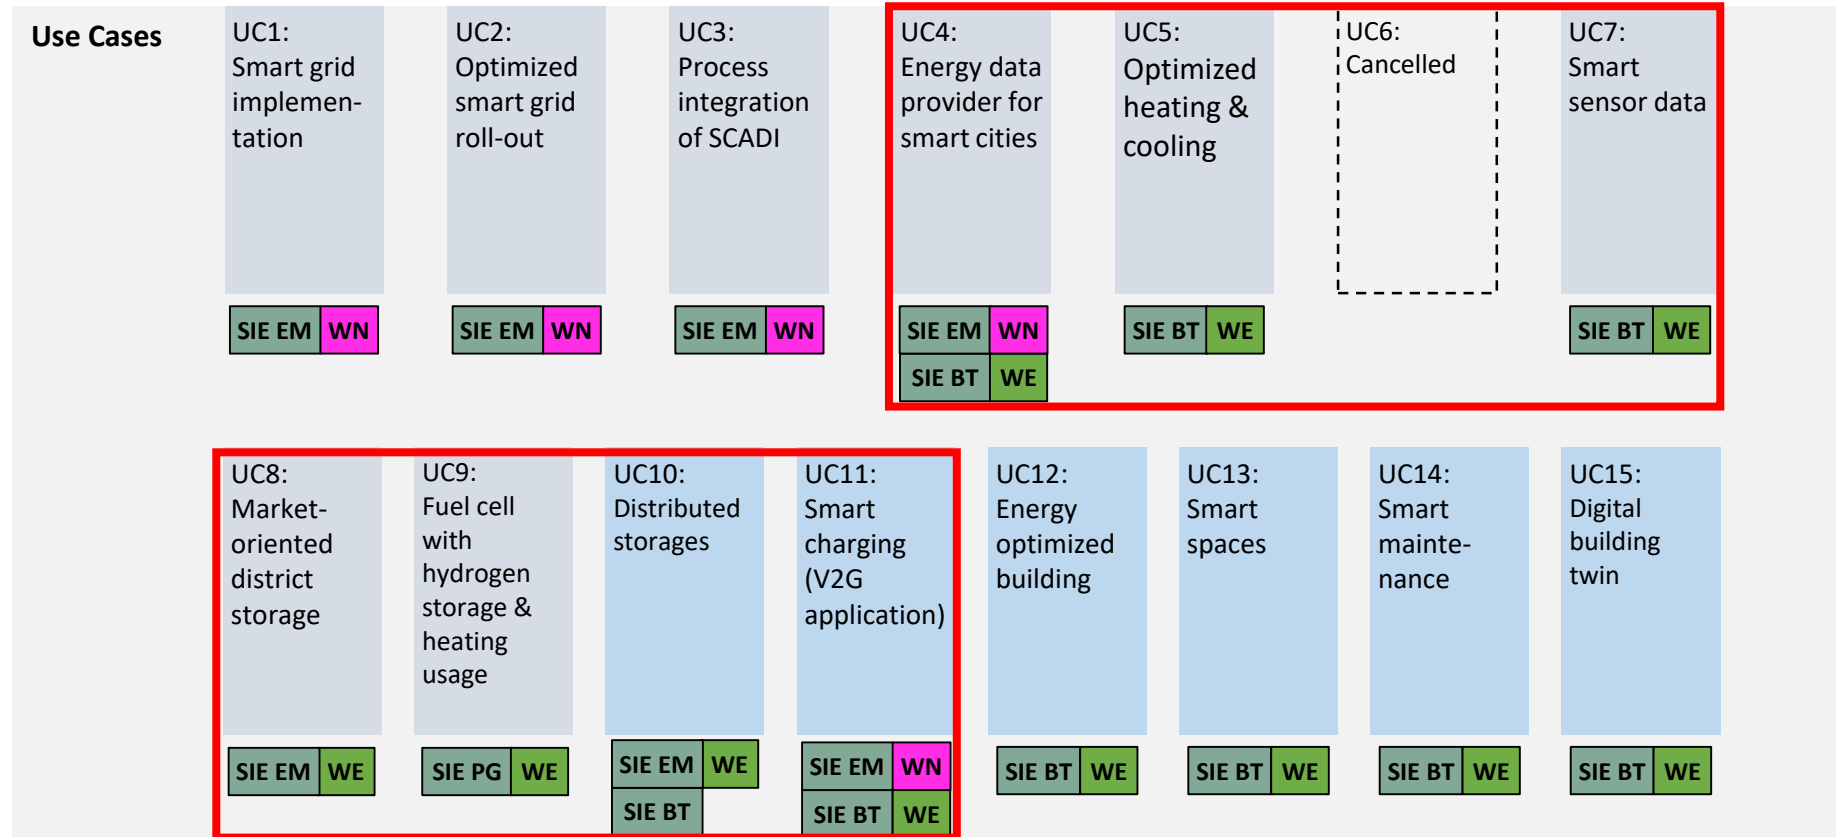 Use Cases
UC1:
Smart grid
implemen-
tation
SIE EM WN
UC2:
Optimized
smart grid
roll-out
SIE EM WN
UC3:
Process
integration
of SCADI
SIE EM WN
UC4:
Energy data
provider for
smart cities
SIE EM WN
SIE BT WE
UC5:
Optimized
heating &
cooling
SIE BT WE
UC6:
Cancelled
UC7:
Smart
sensor data
SIE BT WE
UC8:
Market-
oriented
district
storage
SIE EM WE
UC9:
Fuel cell
with
hydrogen
storage &
heating
usage
SIE PG WE
UC10:
Distributed
storages
SIE EM WE
SIE BT
UC11:
Smart
charging
(V2G
application)
SIE EM WN
SIE BT WE
UC12:
Energy
optimized
building
SIE BT WE
UC13:
Smart
spaces
SIE BT WE
UC14:
Smart
mainte-
nance
SIE BT WE
UC15:
Digital
building
twin
SIE BT WE